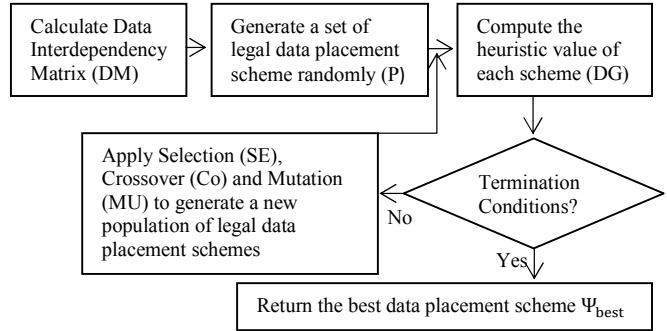 Calculate Data
Interdependency
Matrix (DM)
Generate a set of
legal data placement
scheme randomly (P)
Compute the
heuristic value of
each scheme (DG)
Apply Selection (SE),
Crossover (Co) and Mutation
(MU) to generate a new
population of legal data
placement schemes
Termination
Conditions?
No
Yes
Return the best data placement scheme Ψbest